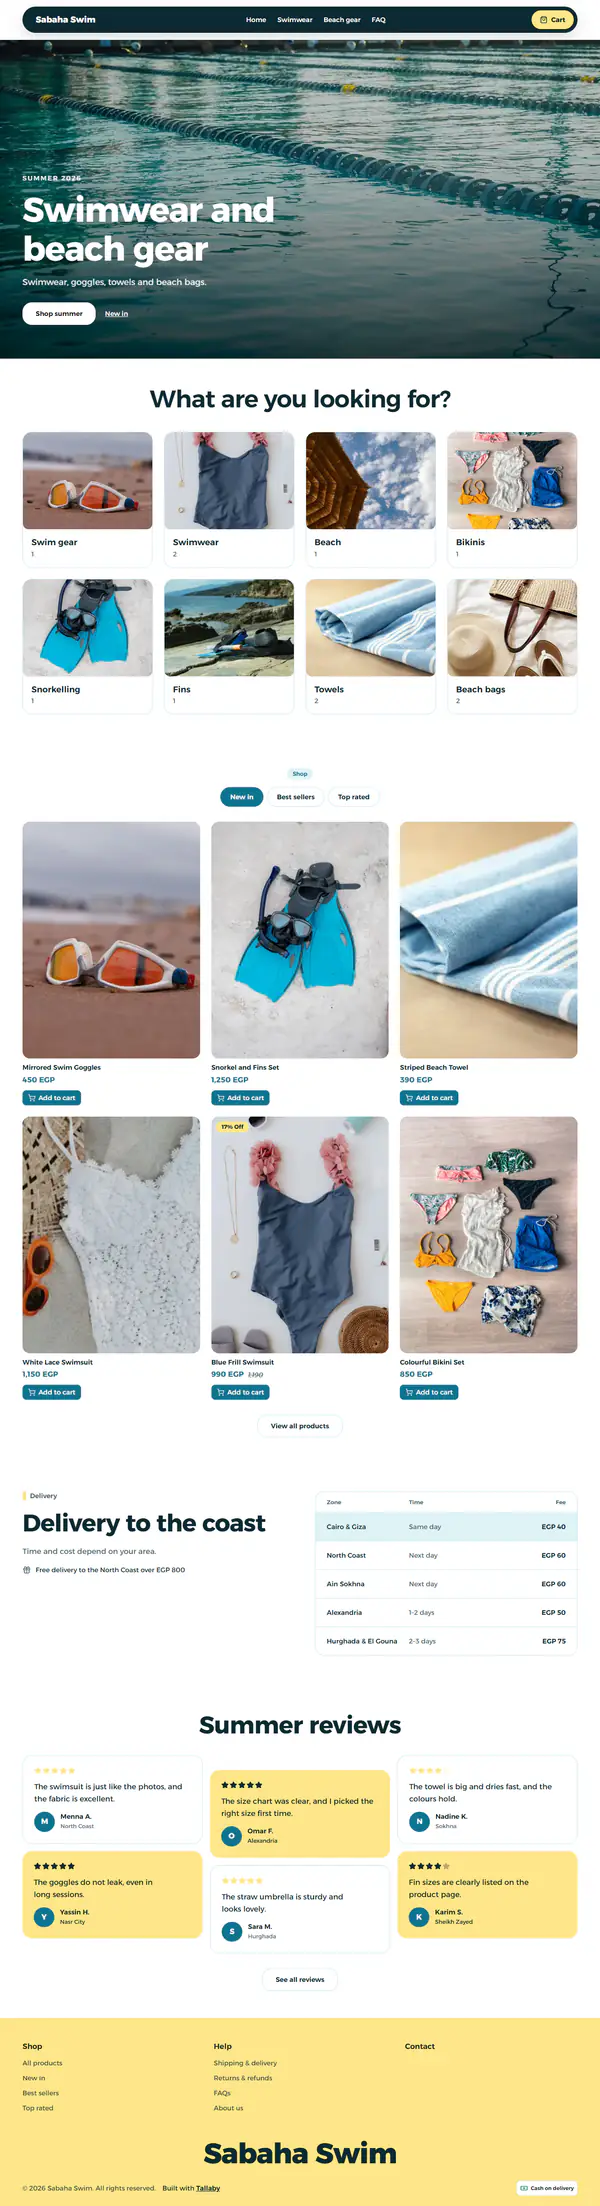 Sabaha Swim
Home
Swimwear
Beach gear
FAQ
Cart
SUMMER 2026
Swimwear and
beach gear
Swimwear, goggles, towels and beach bags.
Shop summer
New in
What are you looking for?
Swim gear
1
Swimwear
2
Beach
1
Bikinis
1
Snorkelling
1
Fins
1
Towels
2
Beach bags
2
Shop
New in
Best sellers
Top rated
Mirrored Swim Goggles
450 EGP
Add to cart
Snorkel and Fins Set
1,250 EGP
Add to cart
Striped Beach Towel
390 EGP
Add to cart
White Lace Swimsuit
1,150 EGP
Add to cart
17% Off
Blue Frill Swimsuit
990 EGP 1,190
Add to cart
Colourful Bikini Set
850 EGP
Add to cart
View all products
Delivery
Delivery to the coast
Time and cost depend on your area.
Free delivery to the North Coast over EGP 800
Zone Time Fee
Cairo & Giza Same day EGP 40
North Coast Next day EGP 60
Ain Sokhna Next day EGP 60
Alexandria 1-2 days EGP 50
Hurghada & El Gouna 2-3 days EGP 75
Summer reviews
The swimsuit is just like the photos, and
the fabric is excellent.
M
Menna A.
North Coast
The size chart was clear, and I picked the
right size first time.
O
Omar F.
Alexandria
The towel is big and dries fast, and the
colours hold.
N
Nadine K.
Sokhna
The goggles do not leak, even in
long sessions.
Y
Yassin H.
Nasr City
The straw umbrella is sturdy and
looks lovely.
S
Sara M.
Hurghada
Fin sizes are clearly listed on the
product page.
K
Karim S.
Sheikh Zayed
See all reviews
Shop
All products
New in
Best sellers
Top rated
Help
Shipping & delivery
Returns & refunds
FAQs
About us
Contact
Sabaha Swim
© 2026 Sabaha Swim. All rights reserved. Built with Tallaby
Cash on delivery